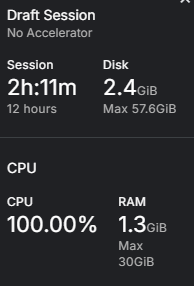 Draft Session
No Accelerator
Session Disk
2h:11m 2.4GiB
12 hours Max 57.6GiB
CPU
CPU RAM
100.00% 1.3GiB
Max
30GiB